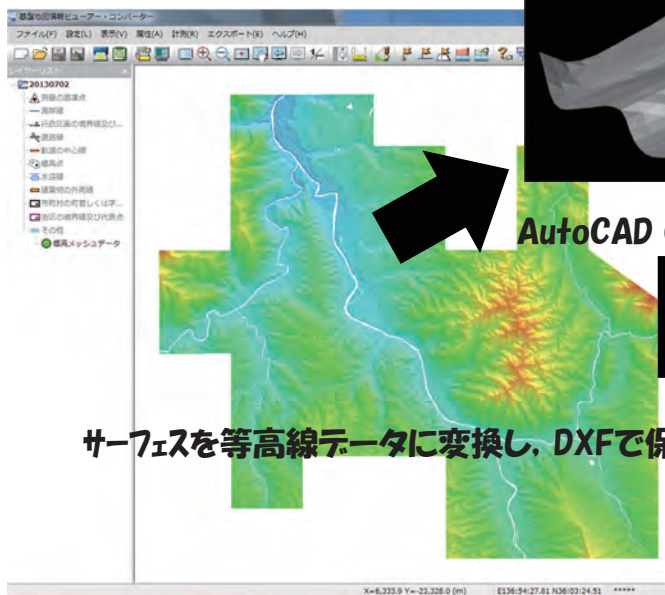 基盤地図情報ビューアー・コンバーター
ファイル(F) 設定(L) 表示(V) 属性(A) 計測(R) エクスポート(E) ヘルプ(H)
レイヤーリスト
20130702
測量の基準点
海岸線
行政区画の境界線及び...
道路縁
軌道の中心線
標高点
水涯線
建築物の外周線
市町村の町若しくは字...
街区の境界線及び代表点
その他
標高メッシュデータ
AutoCAD
サーフェスを等高線データに変換し, DXFで保
X=6,333.9 Y=-23,328.0 (m) E136:54:27.81 N36:03:24.51 *****